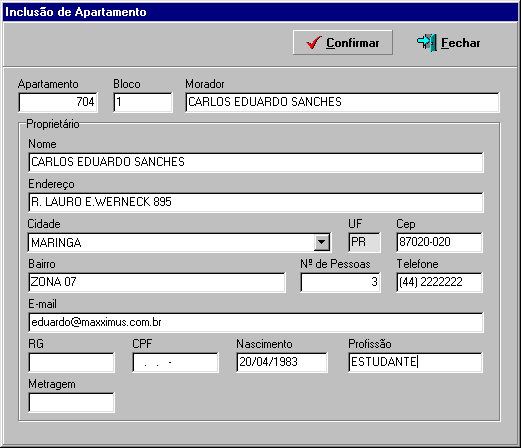 Inclusão de Apartamento
Confirmar Fechar
Apartamento Bloco Morador
704 1 CARLOS EDUARDO SANCHES
Proprietário
Nome
CARLOS EDUARDO SANCHES
Endereço
R. LAURO E.WERNECK 895
Cidade UF Cep
MARINGA PR 87020-020
Bairro Nº de Pessoas Telefone
ZONA 07 3 (44) 2222222
E-mail
eduardo@maxximus.com.br
RG CPF Nascimento Profissão
. . - 20/04/1983 ESTUDANTE
Metragem